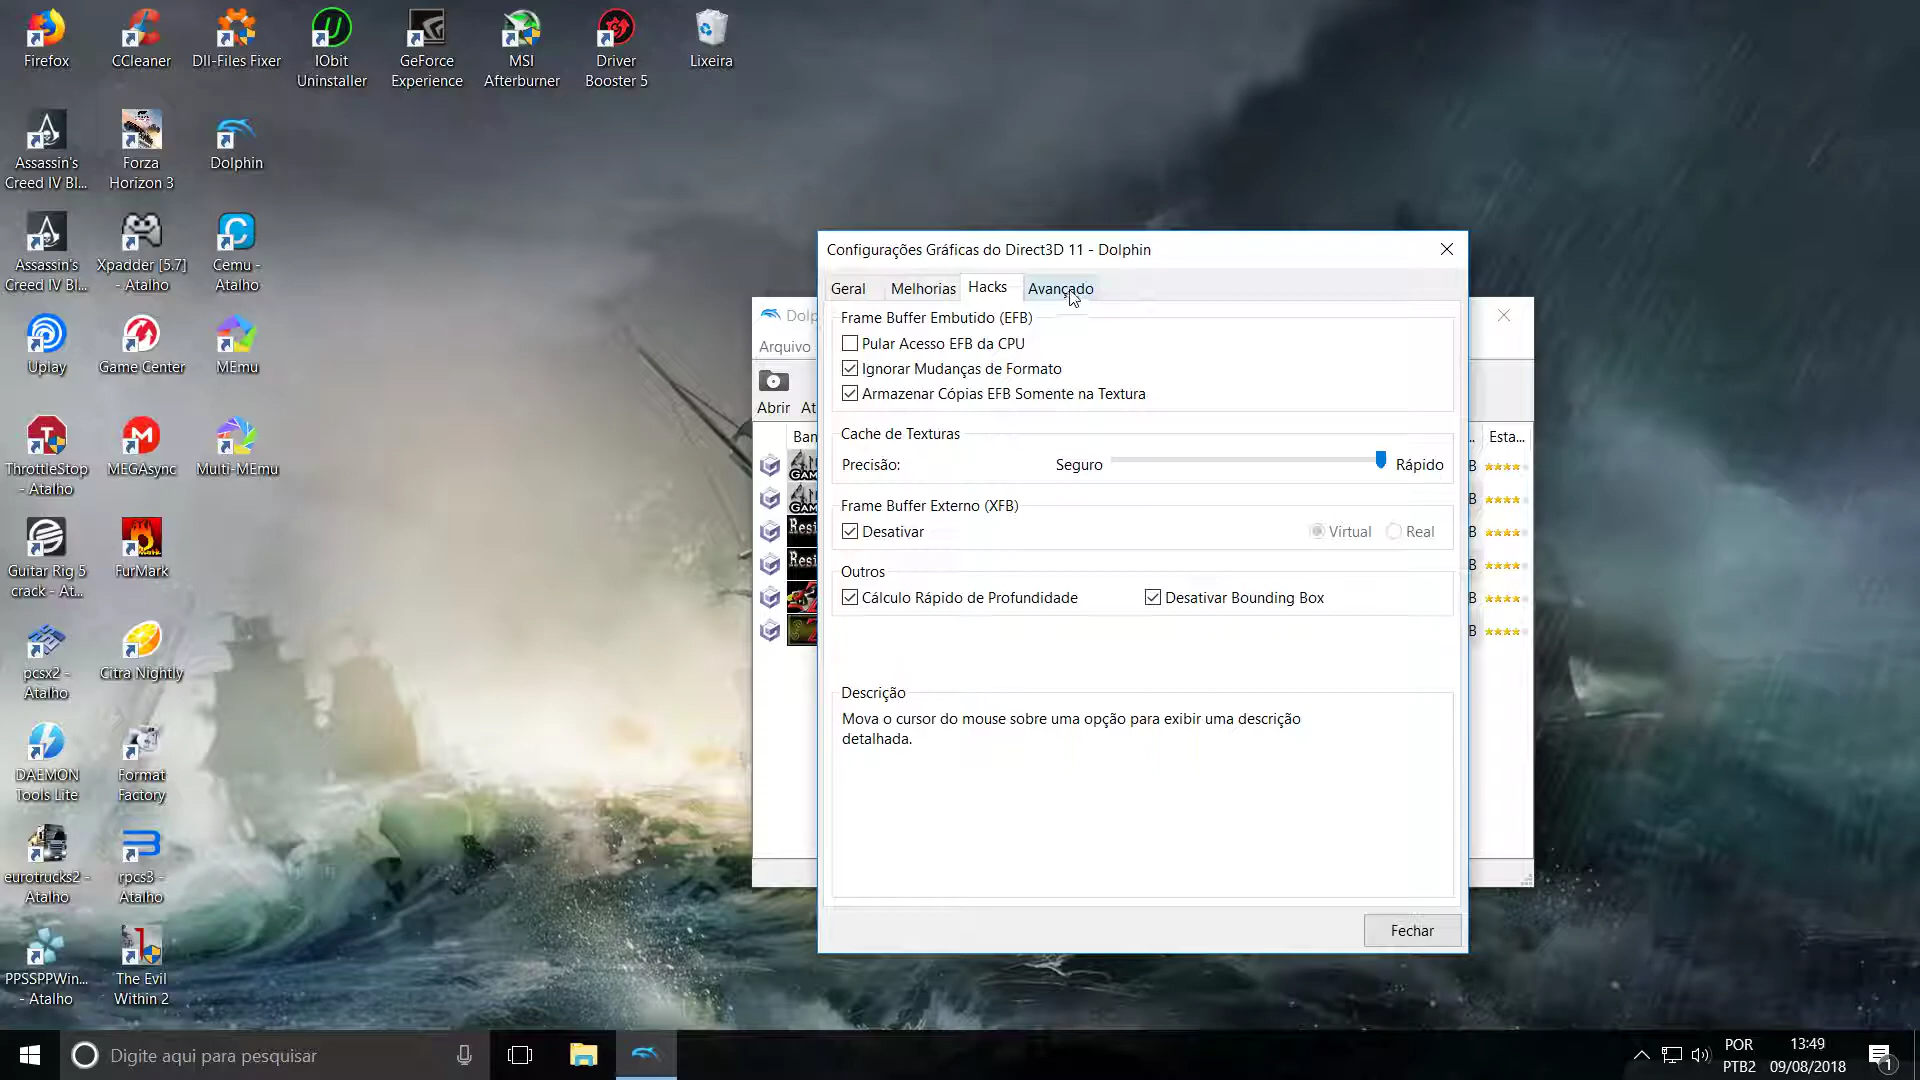 Firefox
CCleaner
Dll-Files Fixer
IObit
Uninstaller
GeForce
Experience
MSI
Afterburner
Driver
Booster 5
Lixeira
Assassin's
Creed IV Bl...
Forza
Horizon 3
Dolphin
Assassin's
Creed IV Bl...
Xpadder [5.7]
- Atalho
Cemu -
Atalho
Uplay
Game Center
MEmu
ThrottleStop
- Atalho
MEGAsync
Multi-MEmu
Guitar Rig 5
crack - At...
FurMark
pcsx2 -
Atalho
Citra Nightly
DAEMON
Tools Lite
Format
Factory
eurotrucks2 -
Atalho
rpcs3 -
Atalho
PPSSPPWin...
- Atalho
The Evil
Within 2
Dolp
Arquivo
Abrir At
Ban
Esta...
Configurações Gráficas do Direct3D 11 - Dolphin
Geral Melhorias Hacks Avançado
Frame Buffer Embutido (EFB)
Pular Acesso EFB da CPU
Ignorar Mudanças de Formato
Armazenar Cópias EFB Somente na Textura
Cache de Texturas
Precisão: Seguro Rápido
Frame Buffer Externo (XFB)
Desativar Virtual Real
Outros
Cálculo Rápido de Profundidade Desativar Bounding Box
Descrição
Mova o cursor do mouse sobre uma opção para exibir uma descrição
detalhada.
Fechar
Digite aqui para pesquisar
POR
PTB2
13:49
09/08/2018
1